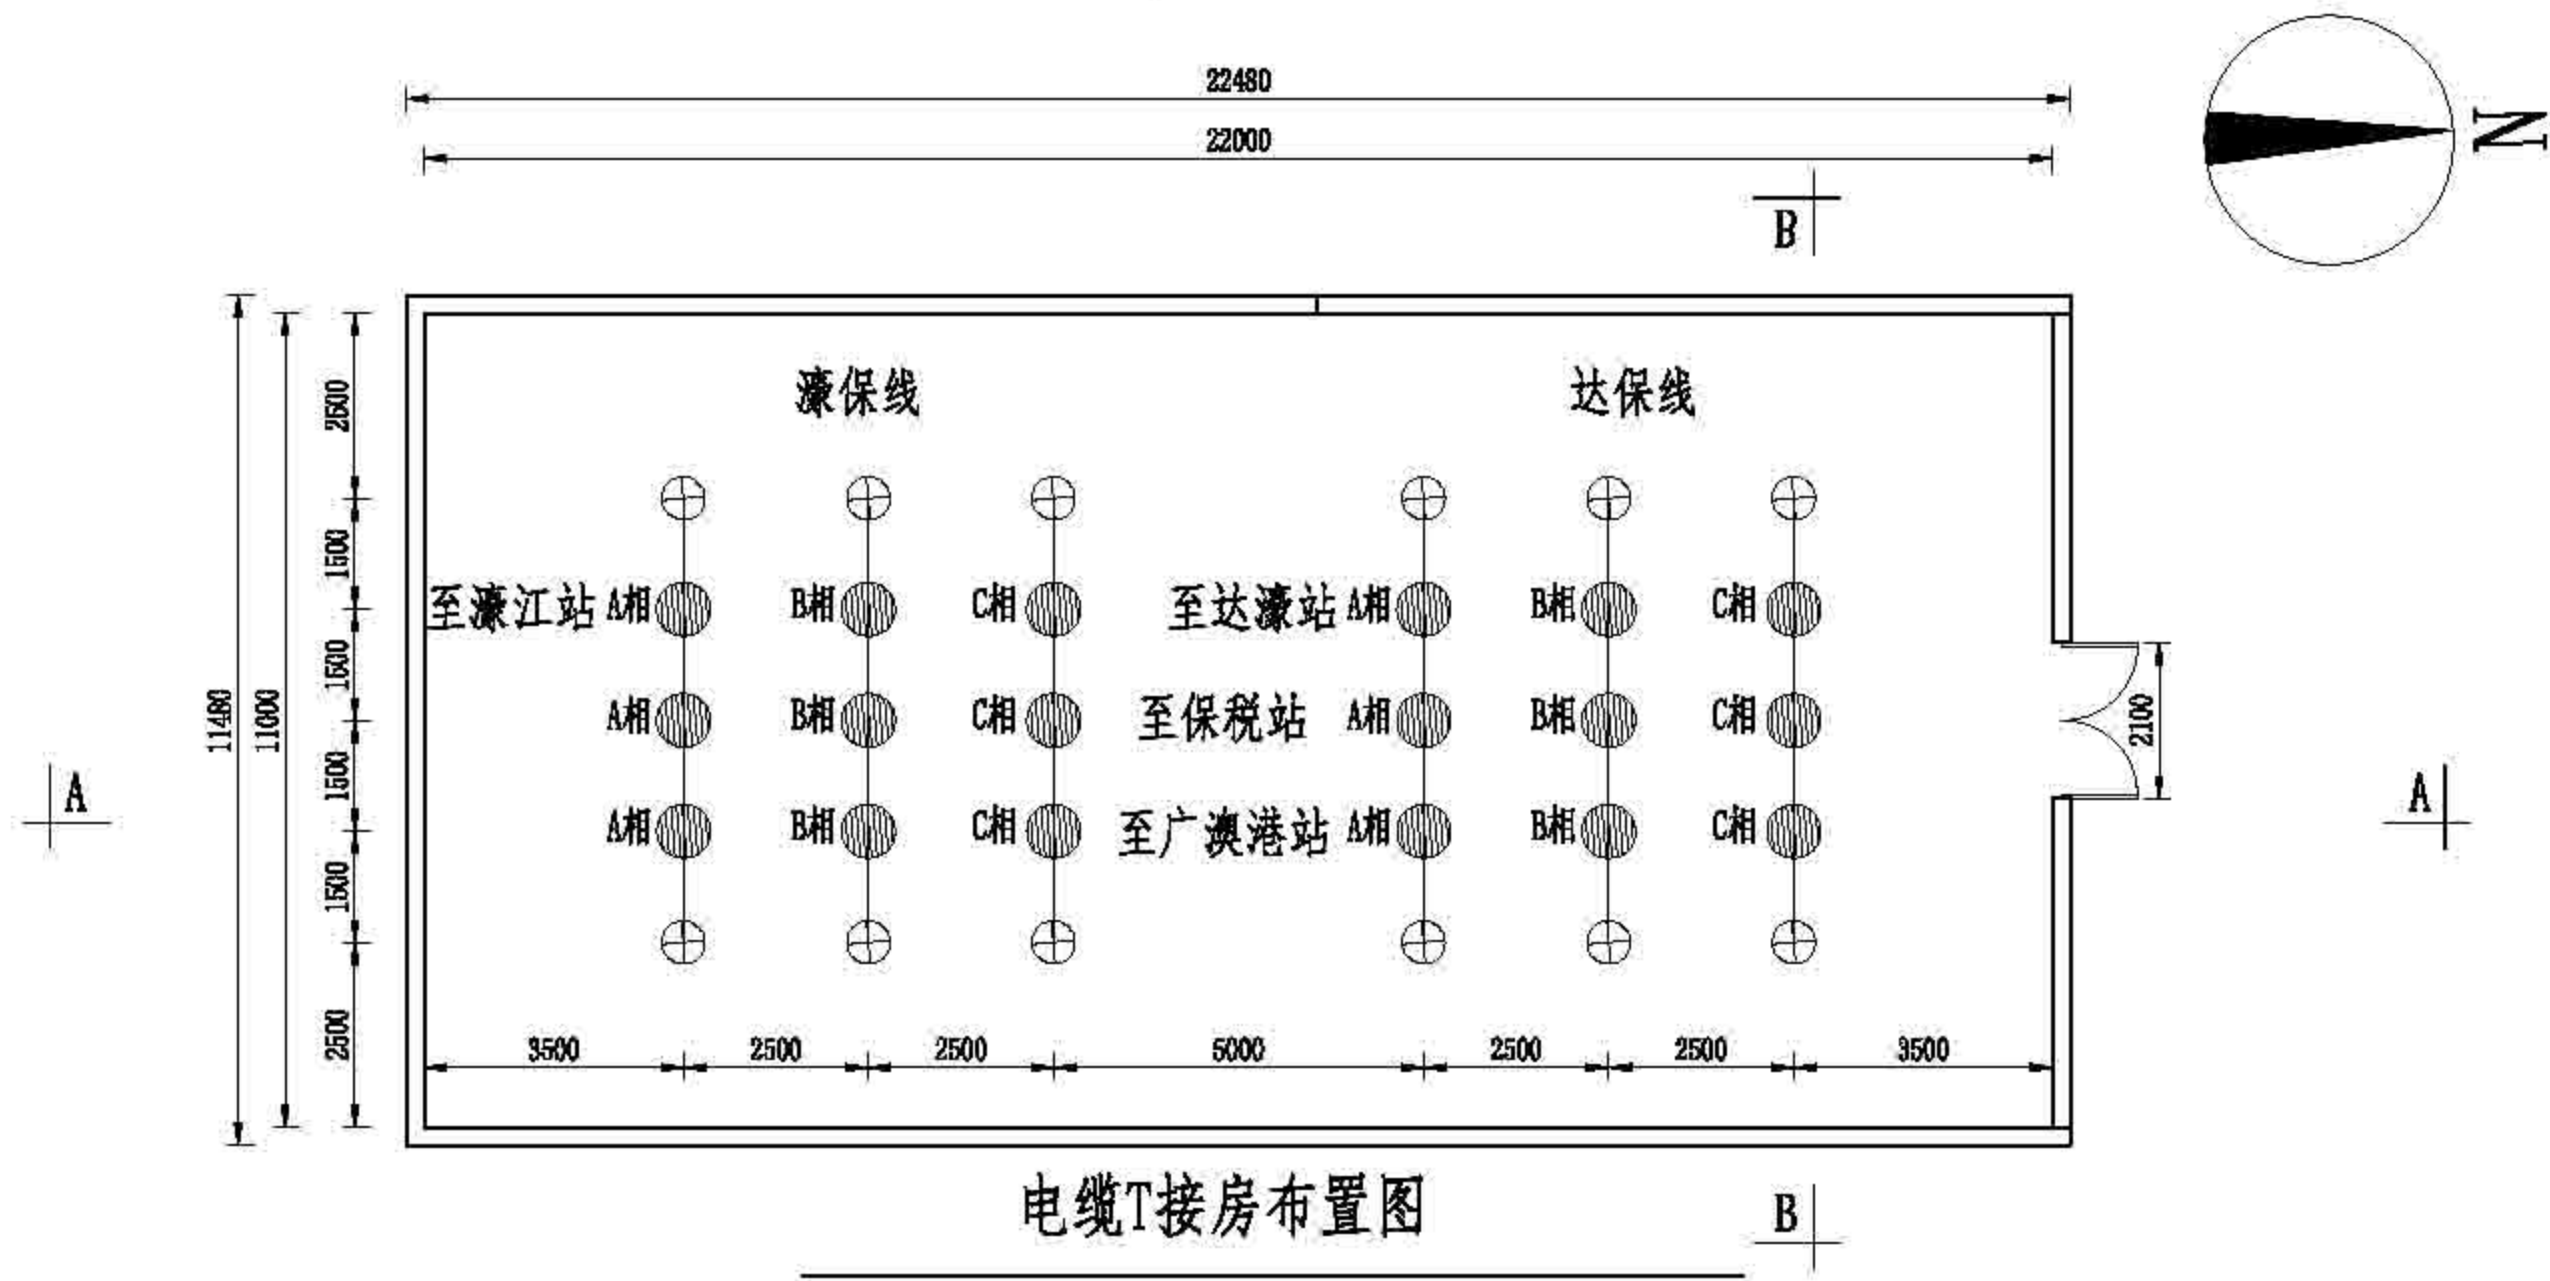 22480
22000
N
B
濠保线 达保线
2500
1500
至濠江站 A相 B相 C相 至达濠站 A相 B相 C相
1500
11480 11000 A相 B相 C相 至保税站 A相 B相 C相 2100
1500
A A
A相 B相 C相 至广澳港站 A相 B相 C相
1500
2500
3500 2500 2500 5000 2500 2500 3500
电缆T接房布置图
B